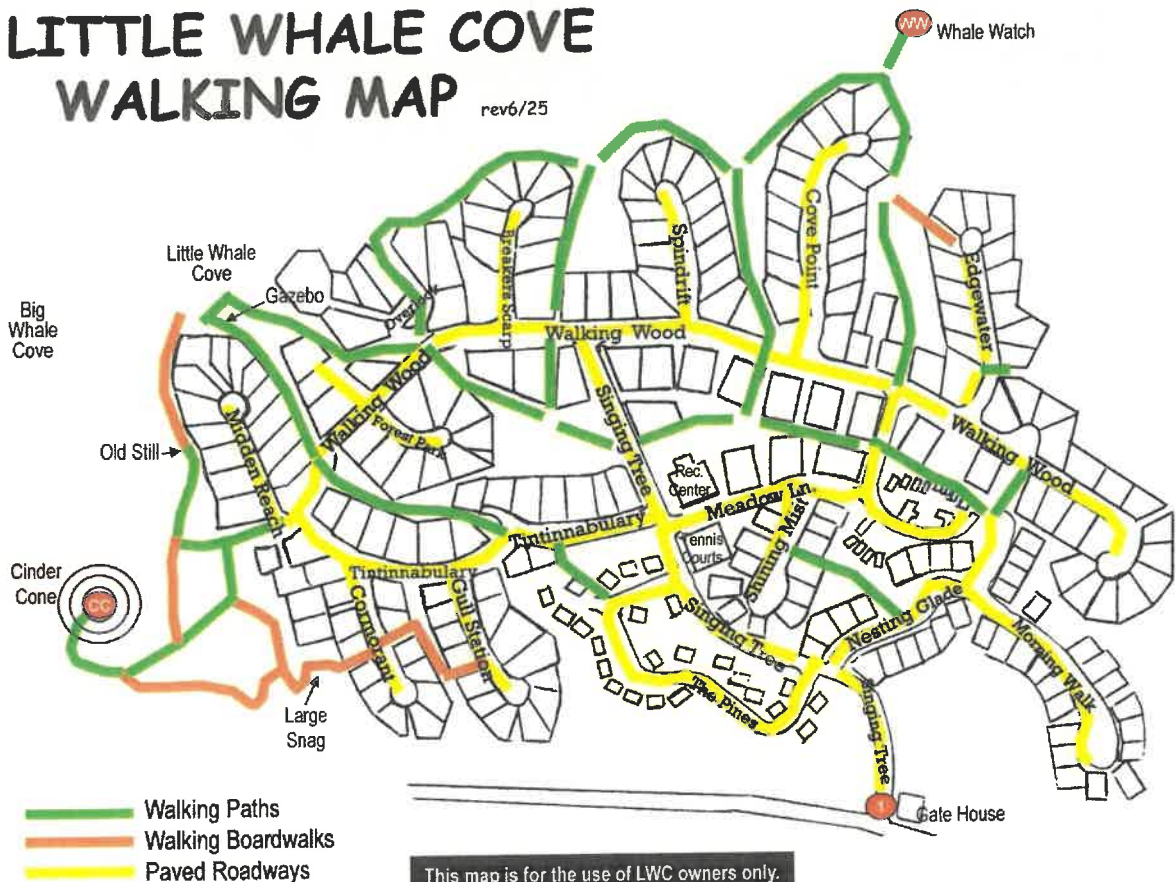 LITTLE WHALE COVE
WALKING MAP rev6/25
WW
Whale Watch
Little Whale
Cove
Gazebo
Big
Whale
Cove
Overlook
Breakers Scarp
Spindrift
Cove Point
Edgewater
Walking Wood
Walking Wood
Walking Wood
Forest Park
Midden Reach
Old Still
Singing Tree
Rec.
Center
Meadow Ln.
Tintinnabulary
Tennis
Courts
Shining Mist
Tintinnabulary
Cinder
Cone
CC
Cormorant
Gull Station
Singing Tree
Nesting Glade
Morning Walk
The Pines
Singing Tree
Large
Snag
1
Gate House
Walking Paths
Walking Boardwalks
Paved Roadways
This map is for the use of LWC owners only.